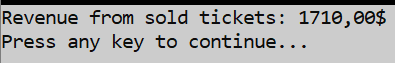 Revenue from sold tickets: 1710,00$
Press any key to continue...